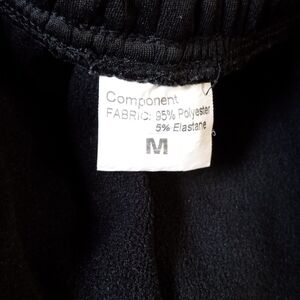 Component
FABRIC: 95% Polyester
5% Elastane
M